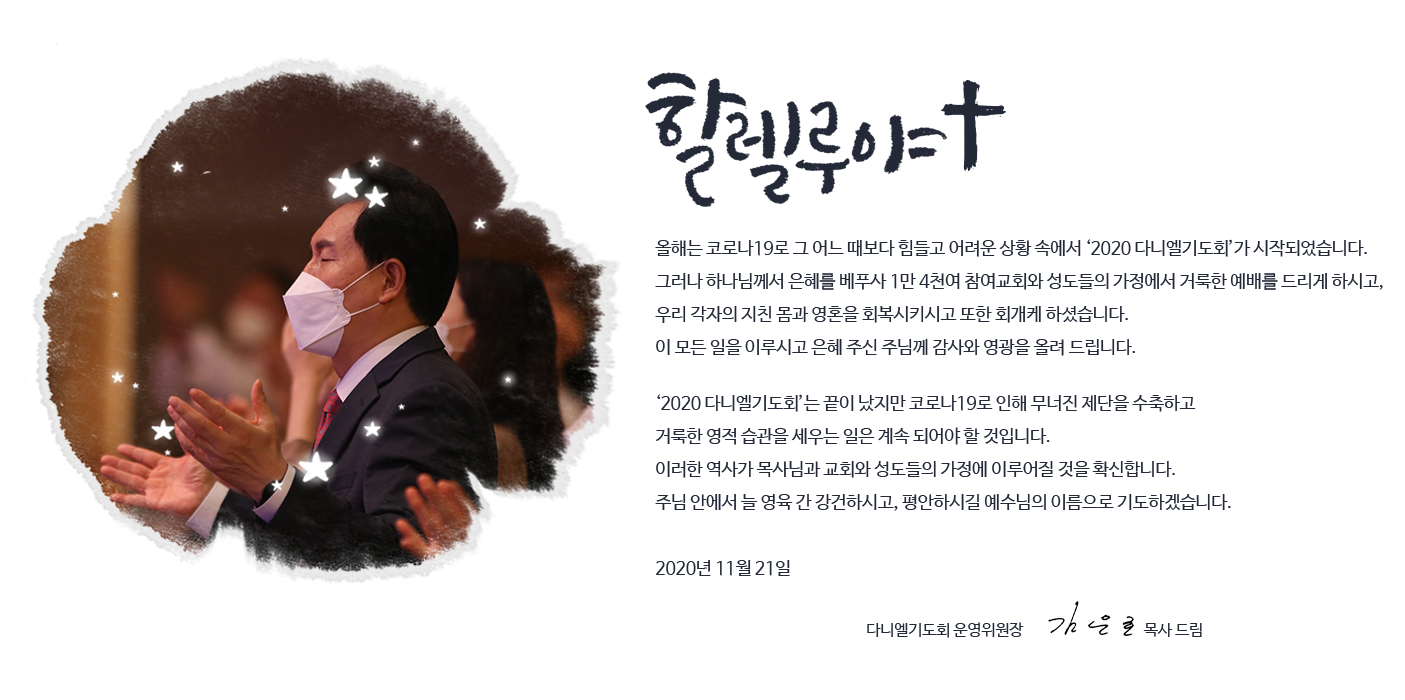 할렐루야
올해는 코로나19로 그 어느 때보다 힘들고 어려운 상황 속에서 ‘2020 다니엘기도회’가 시작되었습니다.
그러나 하나님께서 은혜를 베푸사 1만 4천여 참여교회와 성도들의 가정에서 거룩한 예배를 드리게 하시고,
우리 각자의 지친 몸과 영혼을 회복시키시고 또한 회개케 하셨습니다.
이 모든 일을 이루시고 은혜 주신 주님께 감사와 영광을 올려 드립니다.
‘2020 다니엘기도회’는 끝이 났지만 코로나19로 인해 무너진 제단을 수축하고
거룩한 영적 습관을 세우는 일은 계속 되어야 할 것입니다.
이러한 역사가 목사님과 교회와 성도들의 가정에 이루어질 것을 확신합니다.
주님 안에서 늘 영육 간 강건하시고, 평안하시길 예수님의 이름으로 기도하겠습니다.
2020년 11월 21일
다니엘기도회 운영위원장 김은호 목사 드림